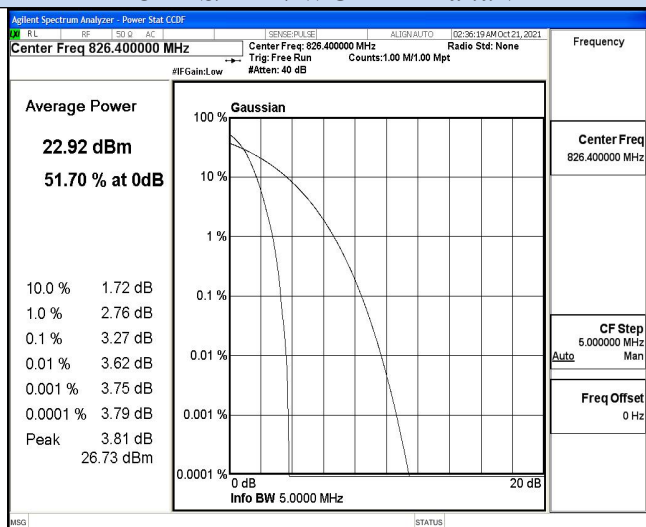 Agilent Spectrum Analyzer - Power Stat CCDF
LXI RL RF 50 Ω AC SENSE:PULSE ALIGN AUTO 02:36:19 AM Oct 21, 2021
Center Freq 826.400000 MHz
Center Freq: 826.400000 MHz Radio Std: None
Trig: Free Run Counts:1.00 M/1.00 Mpt
#IFGain:Low #Atten: 40 dB
Frequency
Average Power
22.92 dBm
51.70 % at 0dB
10.0 % 1.72 dB
1.0 % 2.76 dB
0.1 % 3.27 dB
0.01 % 3.62 dB
0.001 % 3.75 dB
0.0001 % 3.79 dB
Peak 3.81 dB
26.73 dBm
Gaussian
100 %
10 %
1 %
0.1 %
0.01 %
0.001 %
0.0001 %
0 dB 20 dB
Info BW 5.0000 MHz
Center Freq
826.400000 MHz
CF Step
5.000000 MHz
Auto Man
Freq Offset
0 Hz
MSG STATUS